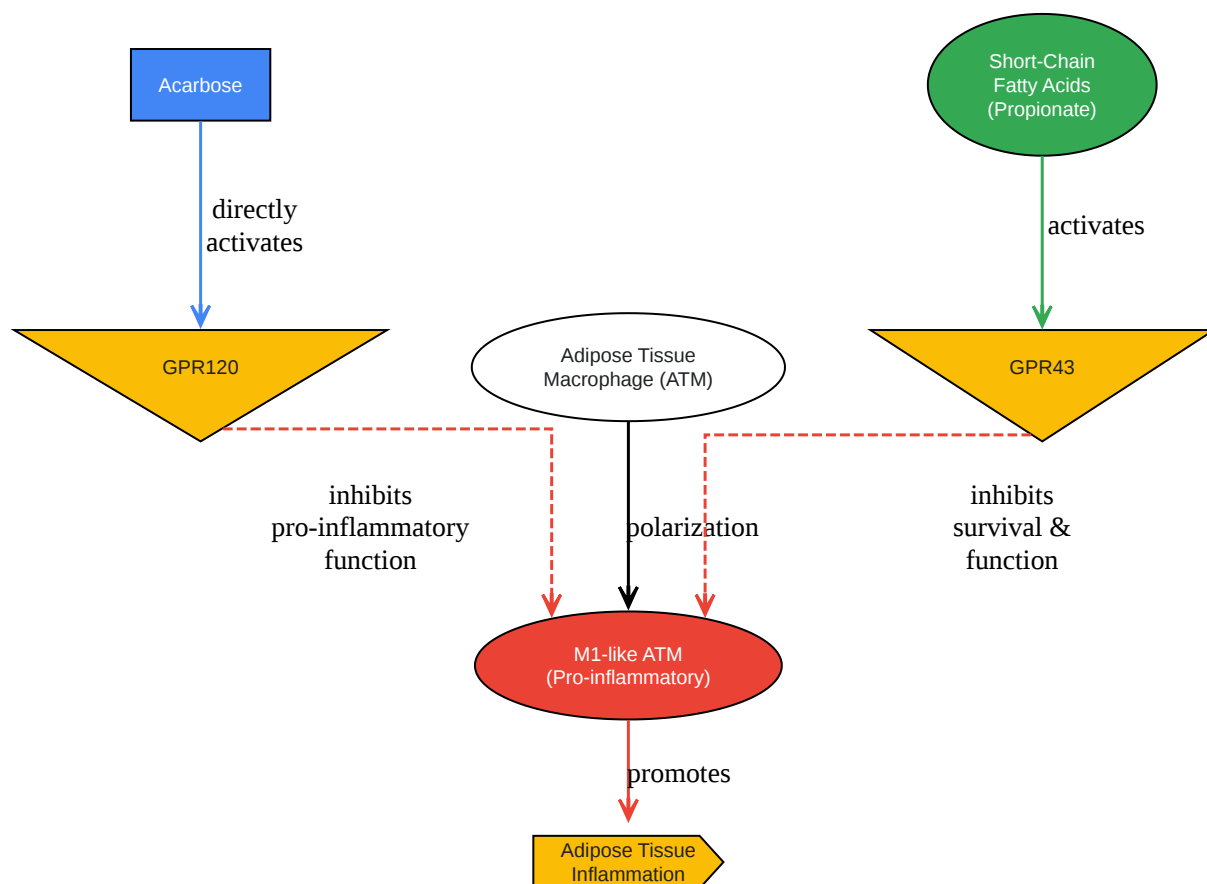 Acarbose
Short-Chain
Fatty Acids
(Propionate)
directly
activates
activates
GPR120
Adipose Tissue
Macrophage (ATM)
GPR43
inhibits
pro-inflammatory
function
polarization
inhibits
survival &
function
M1-like ATM
(Pro-inflammatory)
promotes
Adipose Tissue
Inflammation